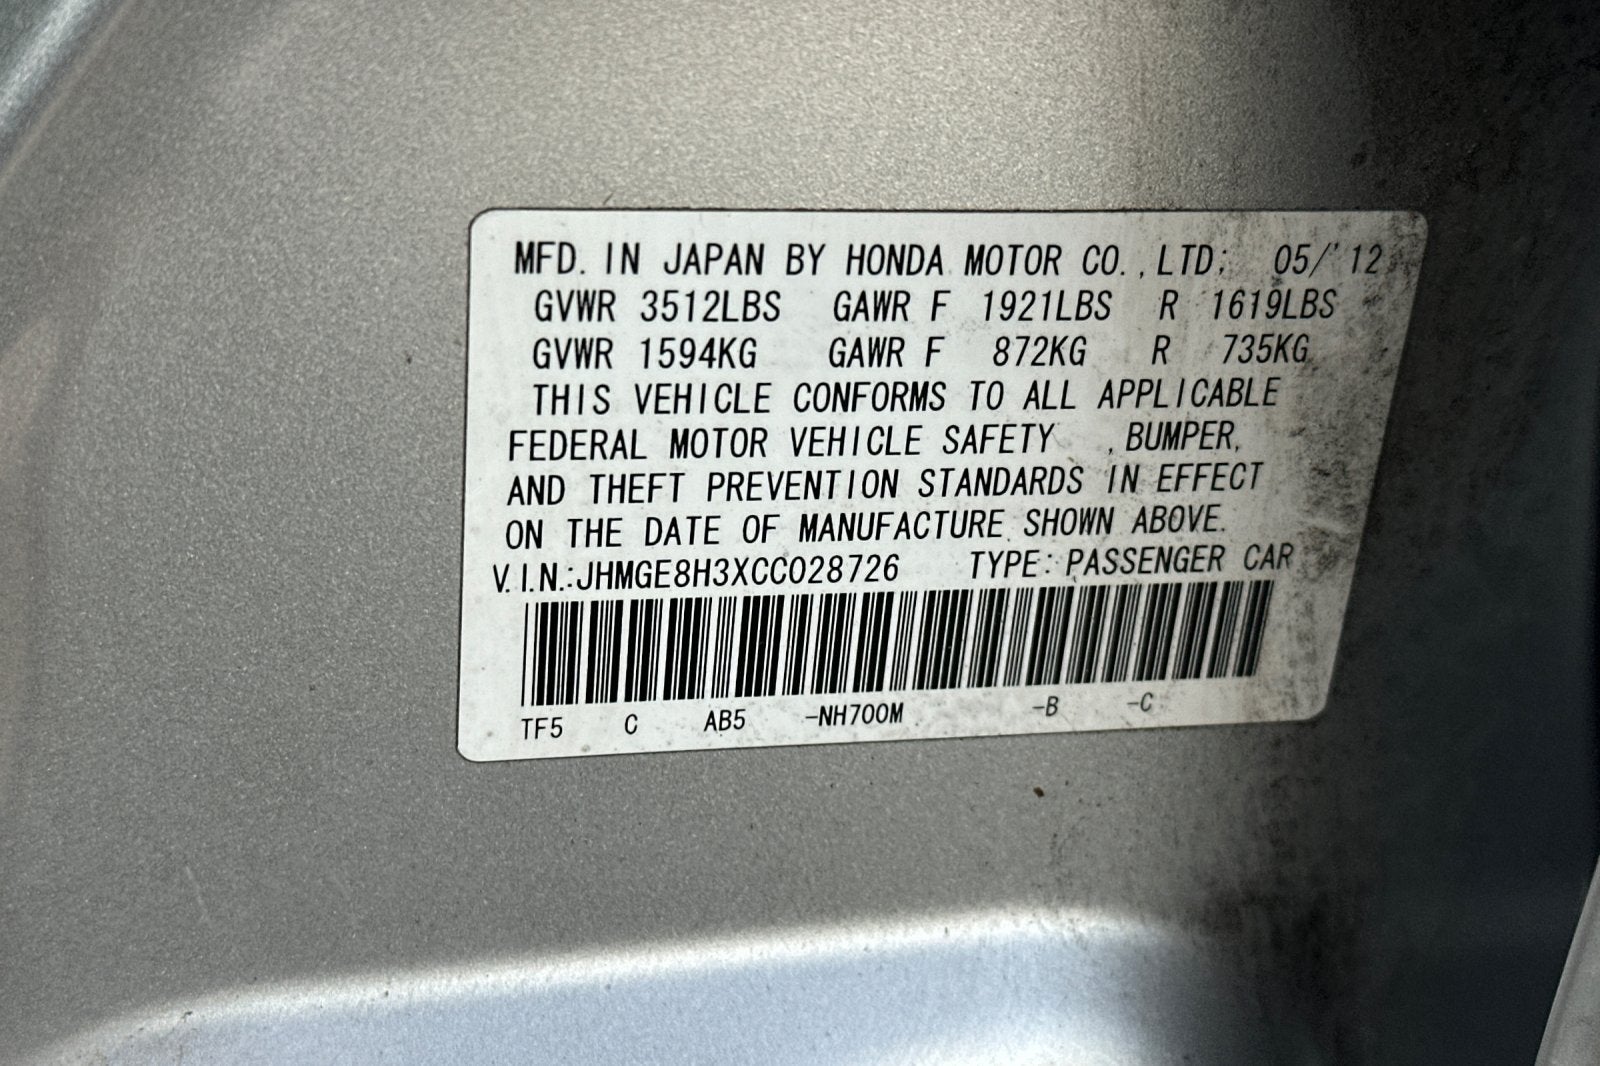 MFD. IN JAPAN BY HONDA MOTOR CO.,LTD; 05/'12
GVWR 3512LBS GAWR F 1921LBS R 1619LBS
GVWR 1594KG GAWR F 872KG R 735KG
THIS VEHICLE CONFORMS TO ALL APPLICABLE
FEDERAL MOTOR VEHICLE SAFETY , BUMPER,
AND THEFT PREVENTION STANDARDS IN EFFECT
ON THE DATE OF MANUFACTURE SHOWN ABOVE.
V.I.N.:JHMGE8H3XCC028726 TYPE: PASSENGER CAR
TF5 C AB5 -NH700M -B -C